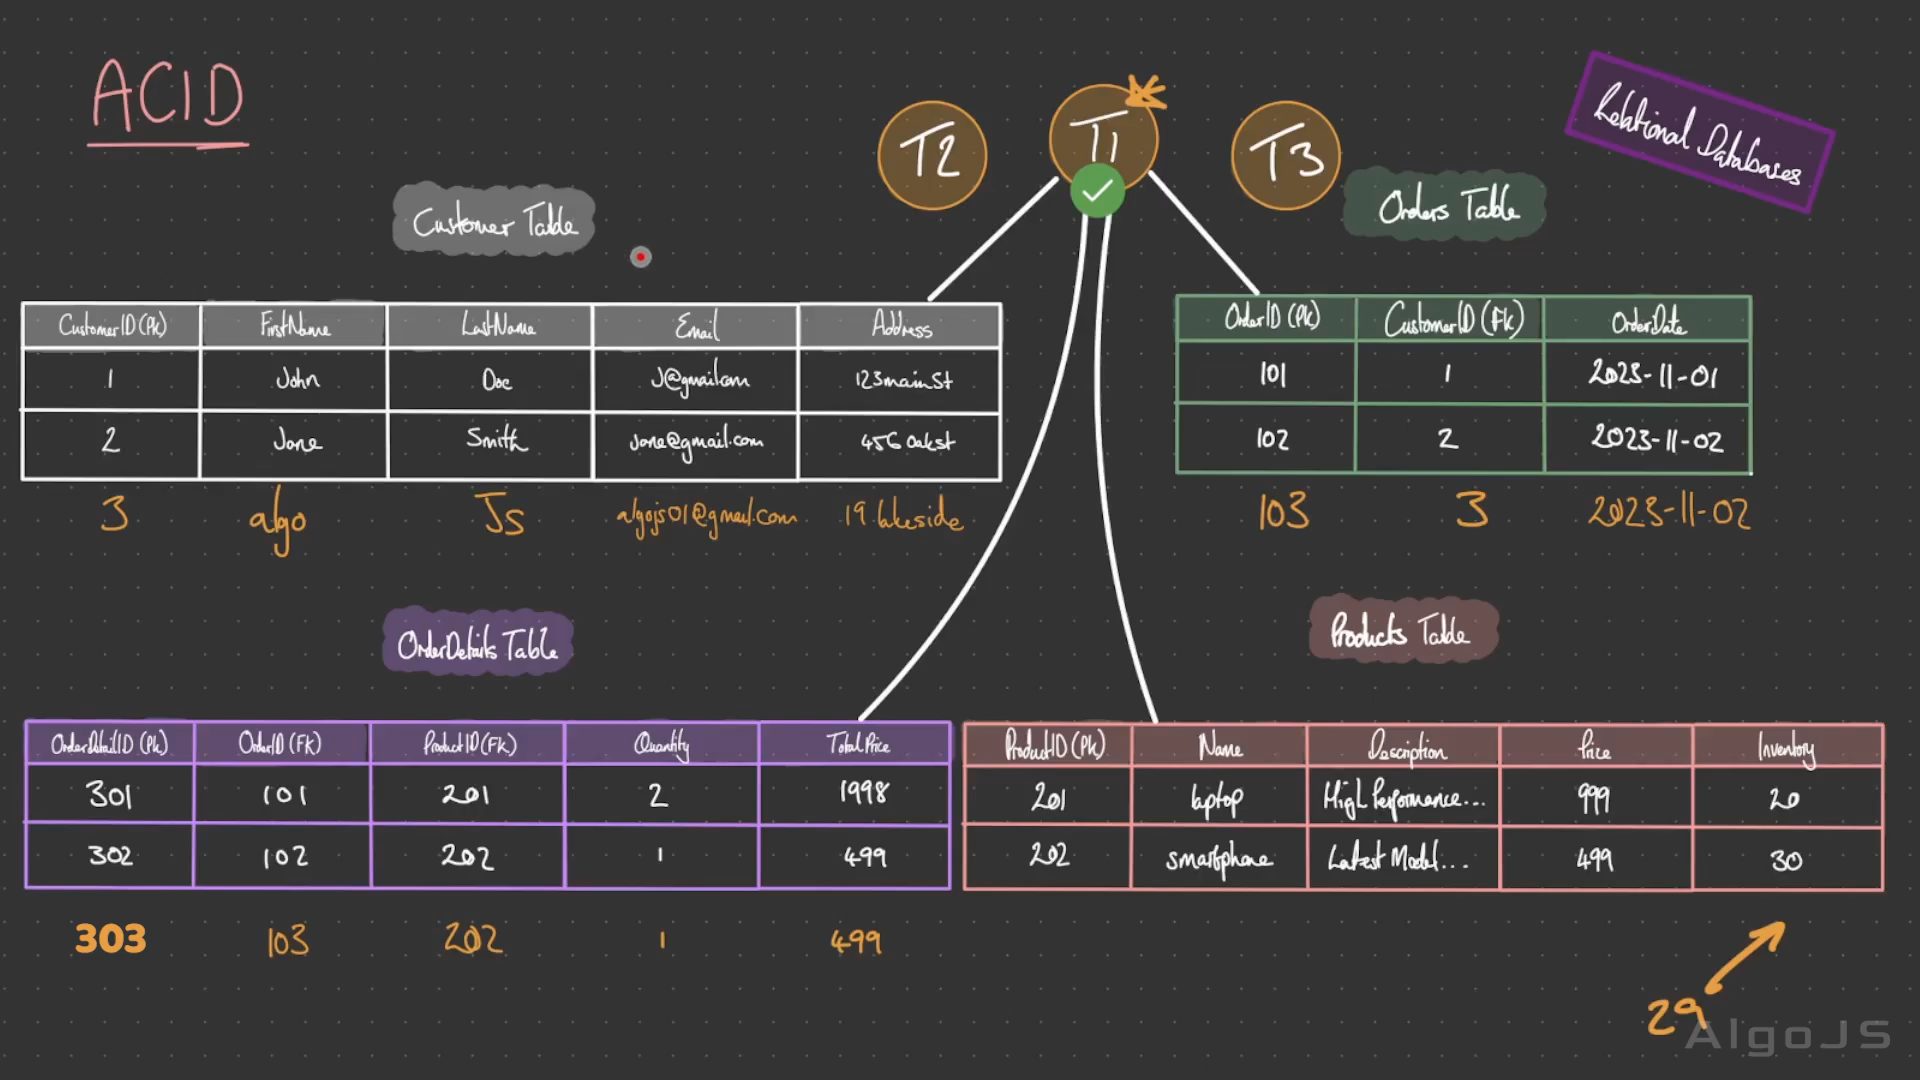 ACID
T2
T1
T3
Relational Databases
Customer Table
Orders Table
CustomerID (Pk) FirstName LastName Email Address
1 John Doe J@gmail.com 123 main St
2 Jane Smith jane@gmail.com 456 Oak st
3 algo Js algojs01@gmail.com 19 lakeside
OrderID (Pk) CustomerID (Fk) OrderDate
101 1 2023-11-01
102 2 2023-11-02
103 3 2023-11-02
OrderDetails Table
Products Table
OrderDetailID (Pk) OrderID (Fk) ProductID (Fk) Quantity Total Price
301 101 201 2 1998
302 102 202 1 499
303 103 202 1 499
ProductID (Pk) Name Description Price Inventory
201 laptop High Performance... 999 20
202 smartphone Latest Model... 499 30
29
AlgoJS